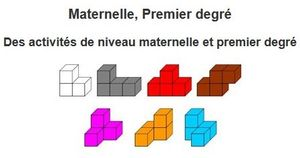 Maternelle, Premier degré
Des activités de niveau maternelle et premier degré